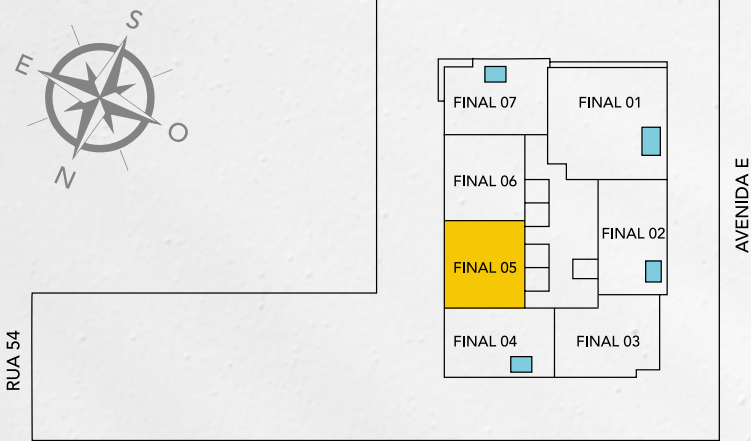 S
E
O
N
FINAL 07
FINAL 01
FINAL 06
FINAL 02
FINAL 05
FINAL 04
FINAL 03
AVENIDA E
RUA 54